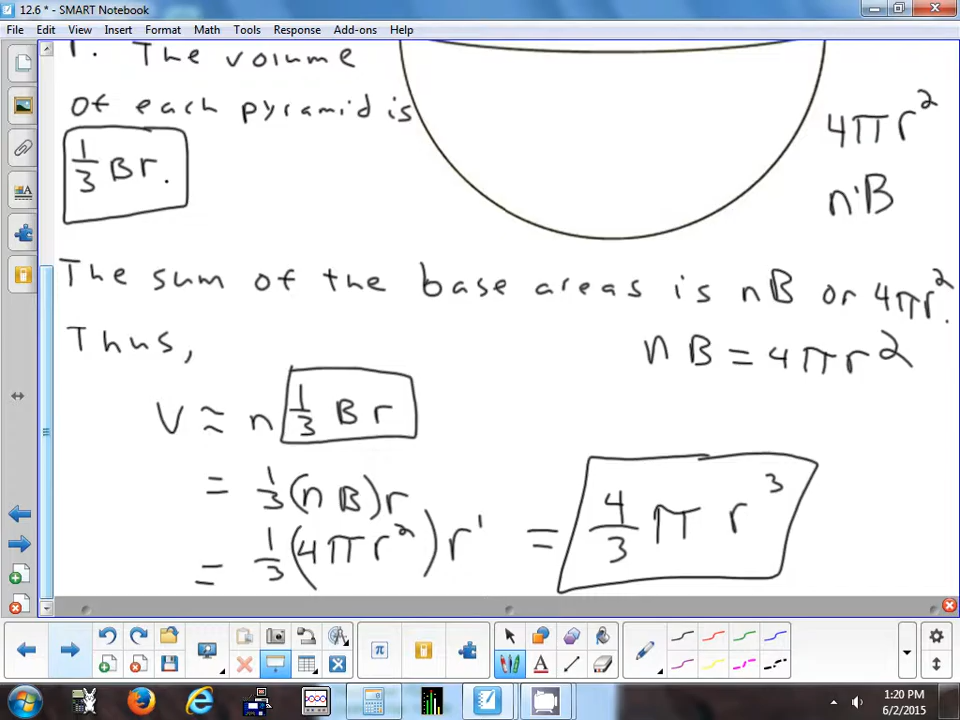 12.6 * - SMART Notebook
File Edit View Insert Format Math Tools Response Add-ons Help
1. The volume
of each pyramid is
1/3 Br.
4πr²
n·B
The sum of the base areas is nB or 4πr².
Thus,
nB = 4πr²
V ≈ n 1/3 Br
= 1/3(nB)r
= 1/3(4πr²)r¹ = 4/3 πr³
1:20 PM
6/2/2015